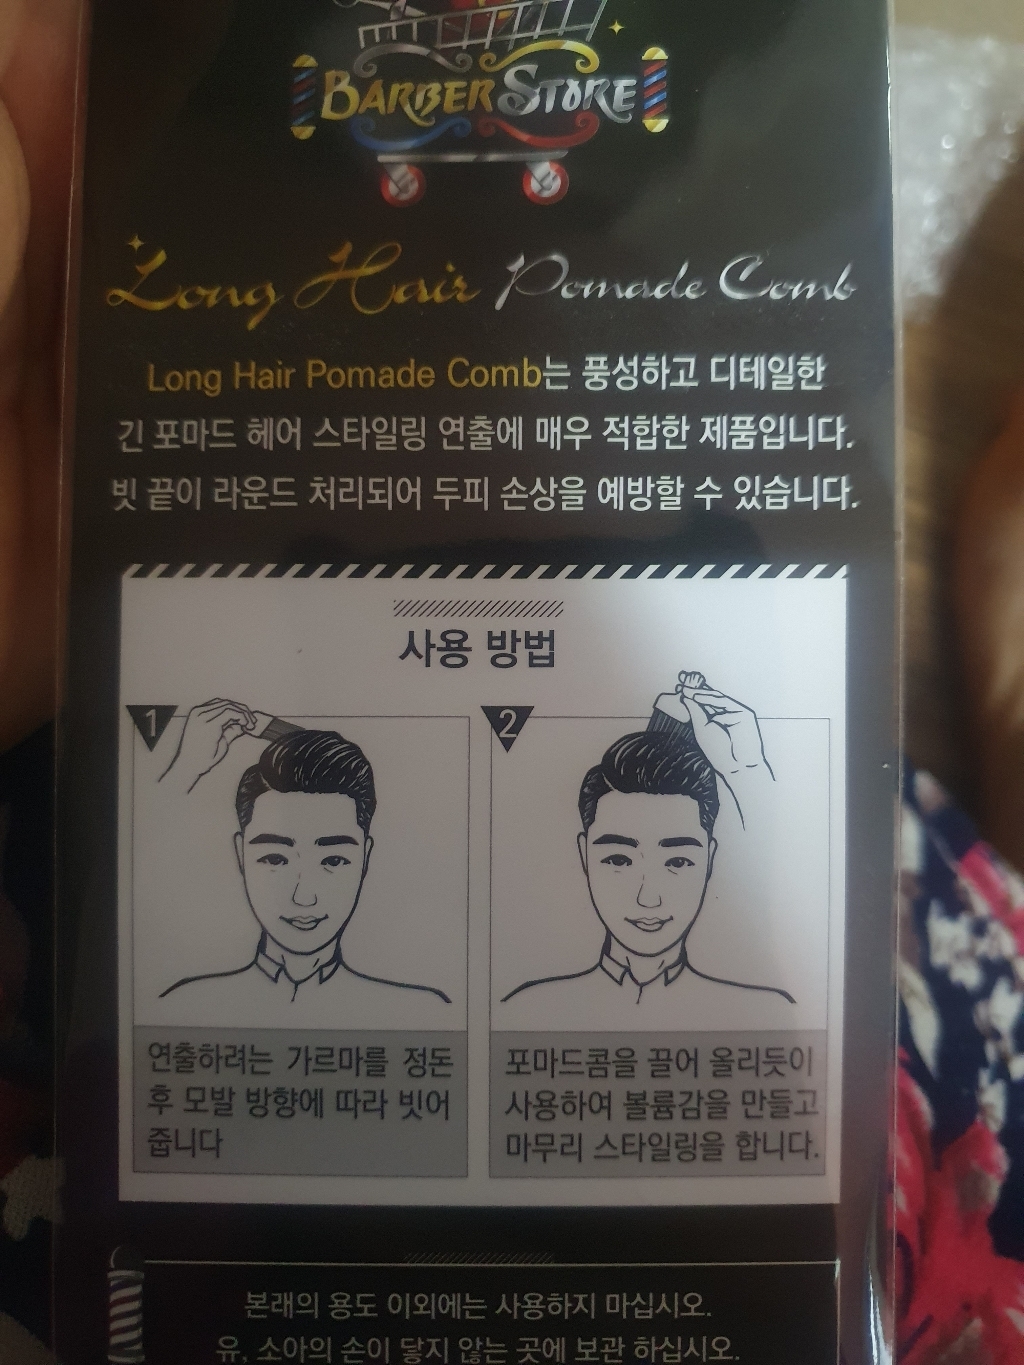 BARBER STORE
Long Hair Pomade Comb
Long Hair Pomade Comb는 풍성하고 디테일한
긴 포마드 헤어 스타일링 연출에 매우 적합한 제품입니다.
빗 끝이 라운드 처리되어 두피 손상을 예방할 수 있습니다.
사용 방법
1
연출하려는 가르마를 정돈
후 모발 방향에 따라 빗어
줍니다
2
포마드콤을 끌어 올리듯이
사용하여 볼륨감을 만들고
마무리 스타일링을 합니다.
본래의 용도 이외에는 사용하지 마십시오.
유, 소아의 손이 닿지 않는 곳에 보관 하십시오.